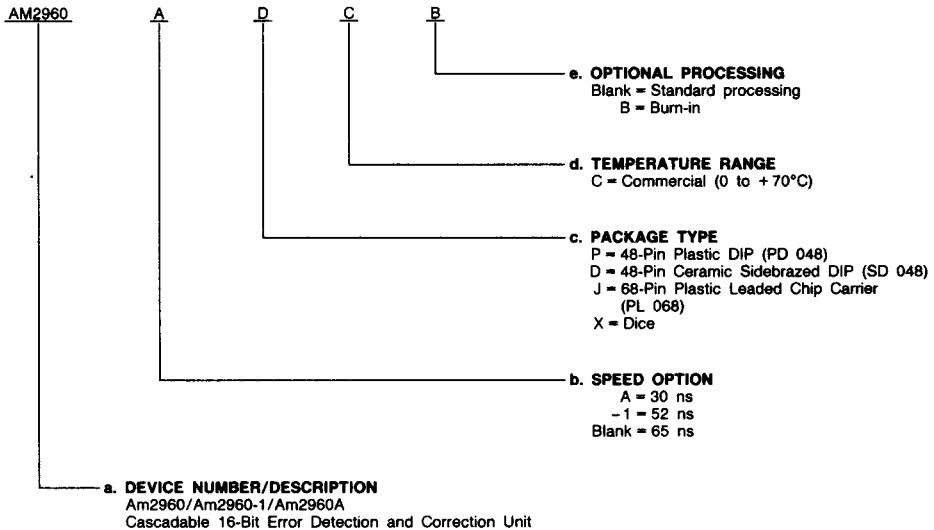 AM2960 A D C B
e. OPTIONAL PROCESSING
Blank = Standard processing
B = Burn-in
d. TEMPERATURE RANGE
C = Commercial (0 to +70°C)
c. PACKAGE TYPE
P = 48-Pin Plastic DIP (PD 048)
D = 48-Pin Ceramic Sidebrazed DIP (SD 048)
J = 68-Pin Plastic Leaded Chip Carrier
(PL 068)
X = Dice
b. SPEED OPTION
A = 30 ns
-1 = 52 ns
Blank = 65 ns
a. DEVICE NUMBER/DESCRIPTION
Am2960/Am2960-1/Am2960A
Cascadable 16-Bit Error Detection and Correction Unit